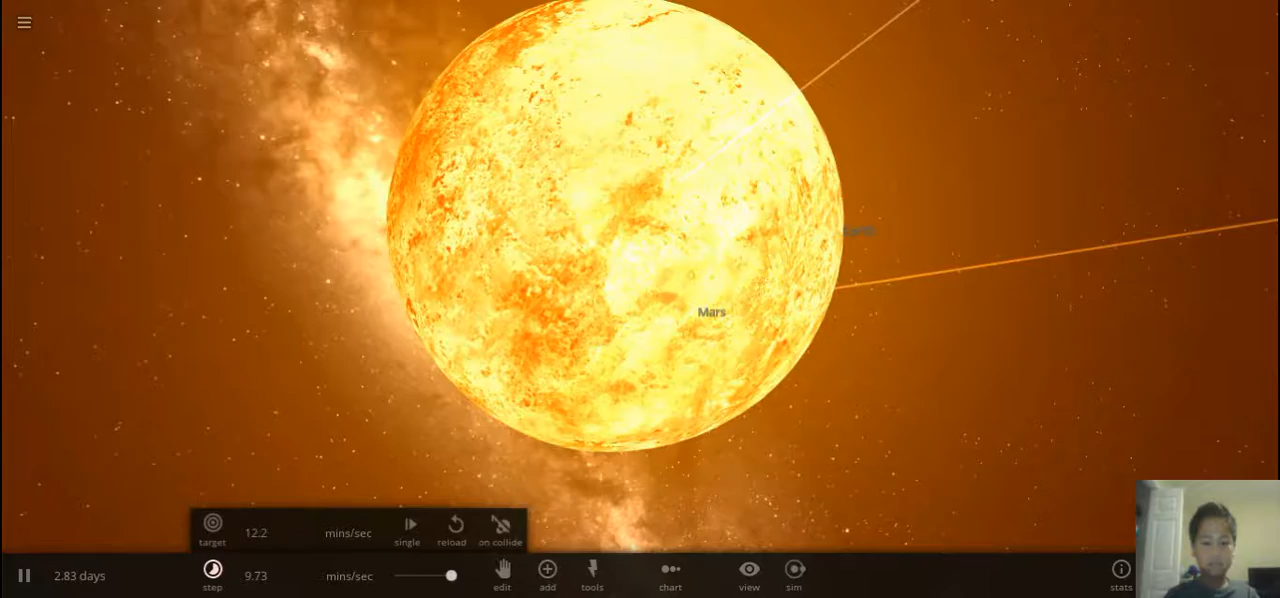 Earth
Mars
12.2 mins/sec
target single reload on collide
2.83 days 9.73 mins/sec
step edit add tools chart view sim stats